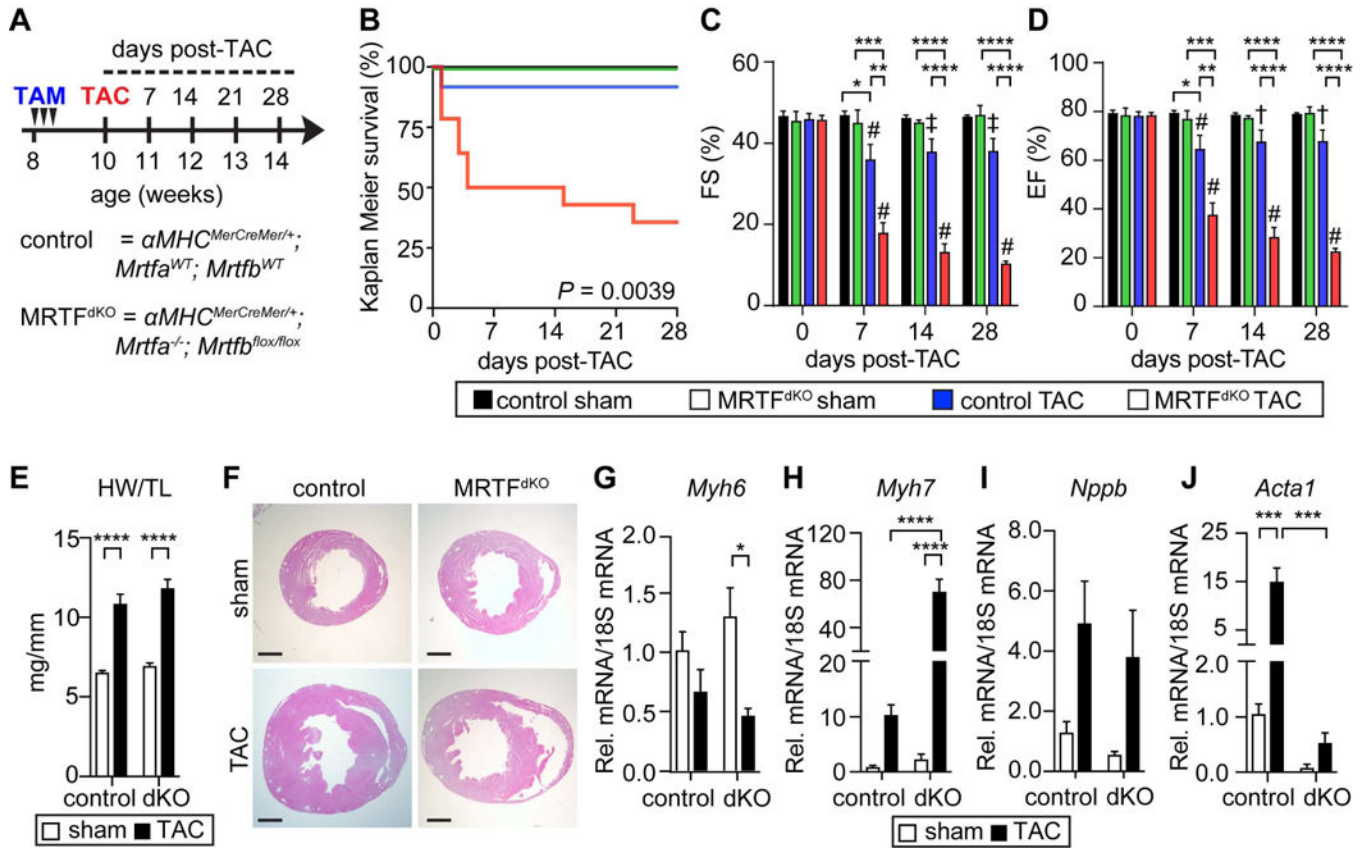 A
days post-TAC
TAM TAC 7 14 21 28
8 10 11 12 13 14
age (weeks)
control = αMHC^MerCreMer/+;
Mrtfa^WT; Mrtfb^WT
MRTF^dKO = αMHC^MerCreMer/+;
Mrtfa^-/-; Mrtfb^flox/flox
B
Kaplan Meier survival (%)
100
75
50
25
0
P = 0.0039
0 7 14 21 28
days post-TAC
C
FS (%)
60
40
20
0
*** **** ****
** **** ****
*
# ‡ ‡
# # #
0 7 14 28
days post-TAC
D
EF (%)
100
80
60
40
20
0
*** **** ****
** **** ****
*
# † †
# # #
0 7 14 28
days post-TAC
control sham MRTF^dKO sham control TAC MRTF^dKO TAC
E
HW/TL
mg/mm
15
10
5
0
**** ****
control dKO
sham TAC
F
control MRTF^dKO
sham
TAC
G
Myh6
Rel. mRNA/18S mRNA
2.0
1.5
1.0
0.5
0.0
*
control dKO
H
Myh7
Rel. mRNA/18S mRNA
120
100
80
60
40
20
10
0
****
****
control dKO
I
Nppb
Rel. mRNA/18S mRNA
8.0
6.0
4.0
2.0
0.0
control dKO
J
Acta1
Rel. mRNA/18S mRNA
25
15
5
2.0
1.0
0.0
*** ***
control dKO
sham TAC